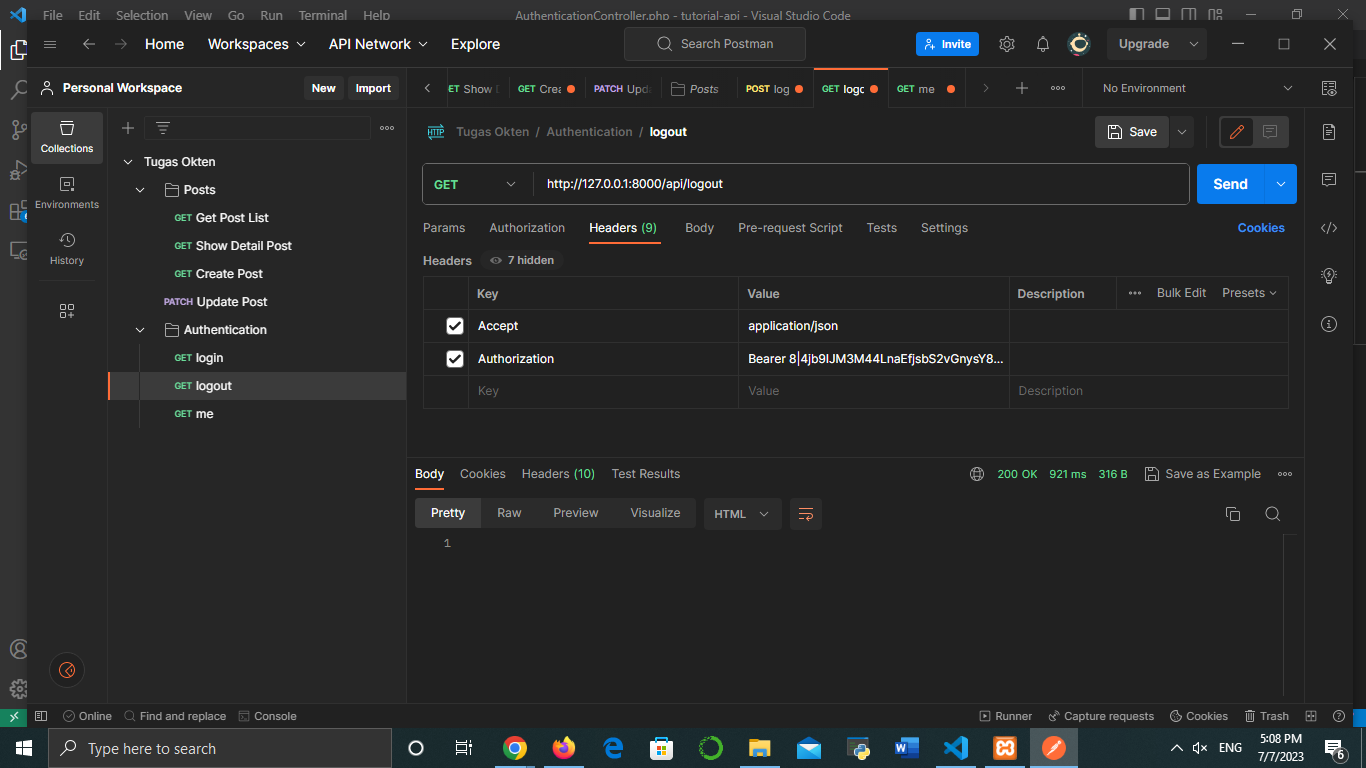 File Edit Selection View Go Run Terminal Help AuthenticationController.php - tutorial-api - Visual Studio Code
Home Workspaces API Network Explore Search Postman Invite Upgrade
Personal Workspace New Import
ET Show GET Crea PATCH Upda Posts POST log GET logo GET me No Environment
Collections
Environments
History
Tugas Okten
Posts
GET Get Post List
GET Show Detail Post
GET Create Post
PATCH Update Post
Authentication
GET login
GET logout
GET me
HTTP Tugas Okten / Authentication / logout Save
GET http://127.0.0.1:8000/api/logout Send
Params Authorization Headers (9) Body Pre-request Script Tests Settings Cookies
Headers 7 hidden
Key Value Description Bulk Edit Presets
Accept application/json
Authorization Bearer 8|4jb9IJM3M44LnaEfjsbS2vGnysY8...
Key Value Description
Body Cookies Headers (10) Test Results 200 OK 921 ms 316 B Save as Example
Pretty Raw Preview Visualize HTML
1
Online Find and replace Console Runner Capture requests Cookies Trash
Type here to search ENG 5:08 PM
7/7/2023
6